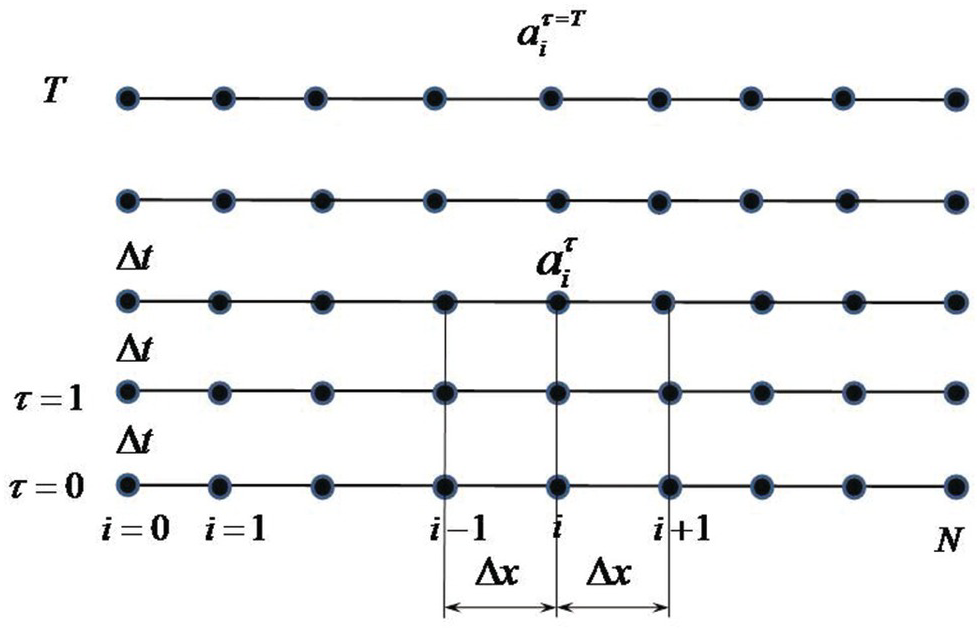 a_i^{τ=T}
T
Δt
a_i^τ
Δt
τ=1
Δt
τ=0
i=0 i=1 i−1 i i+1 N
Δx Δx